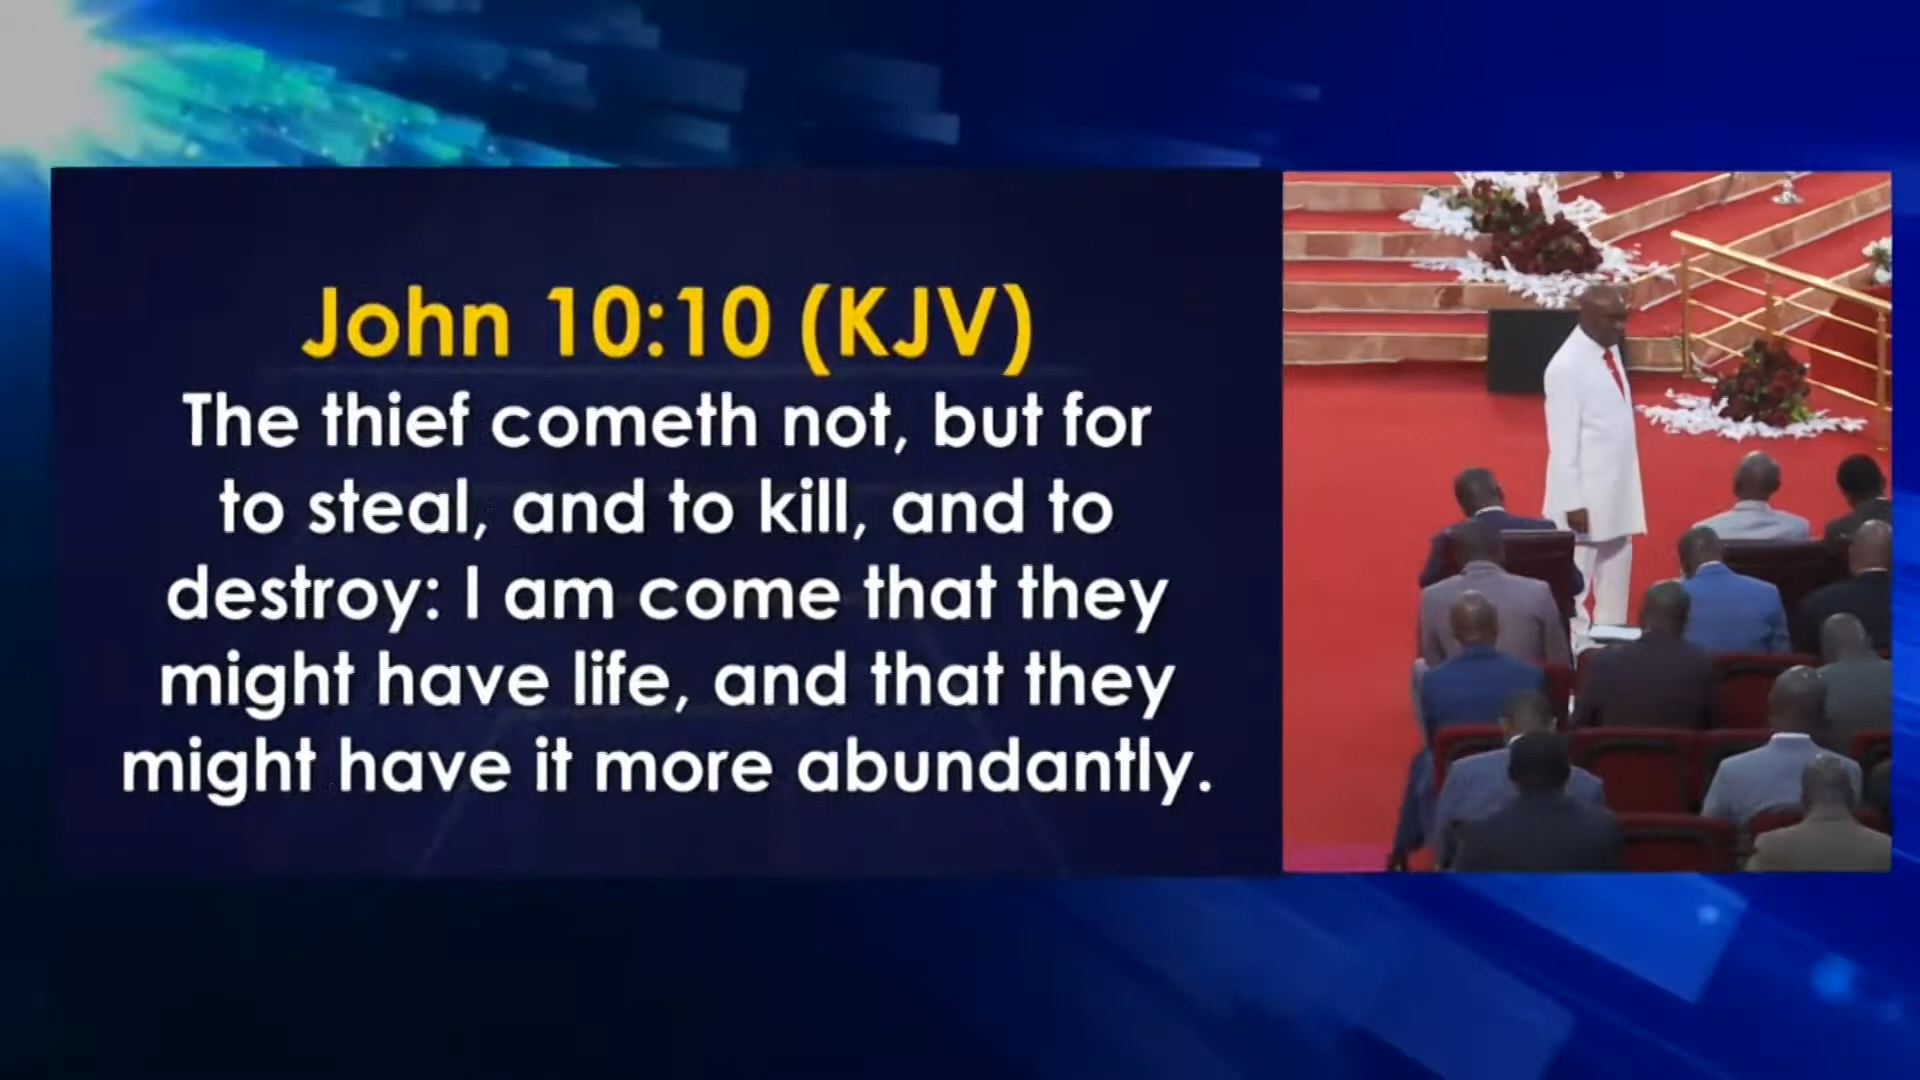 John 10:10 (KJV)
The thief cometh not, but for
to steal, and to kill, and to
destroy: I am come that they
might have life, and that they
might have it more abundantly.